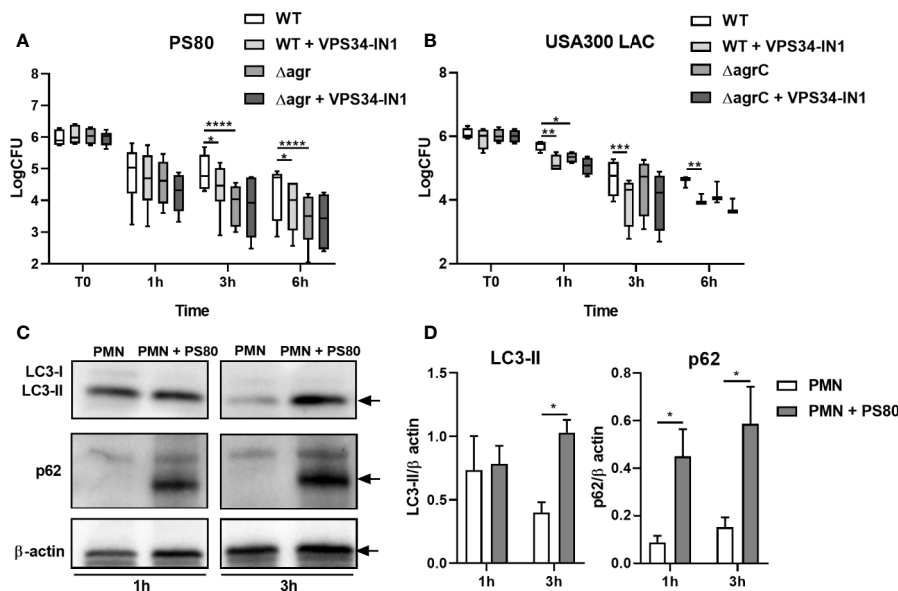 A
PS80
WT
WT + VPS34-IN1
Δagr
Δagr + VPS34-IN1
LogCFU
6
5
4
3
2
****
*
****
*
T0
1h
3h
6h
Time
B
USA300 LAC
WT
WT + VPS34-IN1
ΔagrC
ΔagrC + VPS34-IN1
LogCFU
8
6
4
2
*
**
***
**
T0
1h
3h
6h
Time
C
PMN
PMN + PS80
PMN
PMN + PS80
LC3-I
LC3-II
p62
β-actin
1h
3h
D
LC3-II
LC3-II/β actin
1.5
1.0
0.5
0.0
*
1h
3h
p62
p62/β actin
0.8
0.6
0.4
0.2
0.0
*
*
1h
3h
PMN
PMN + PS80